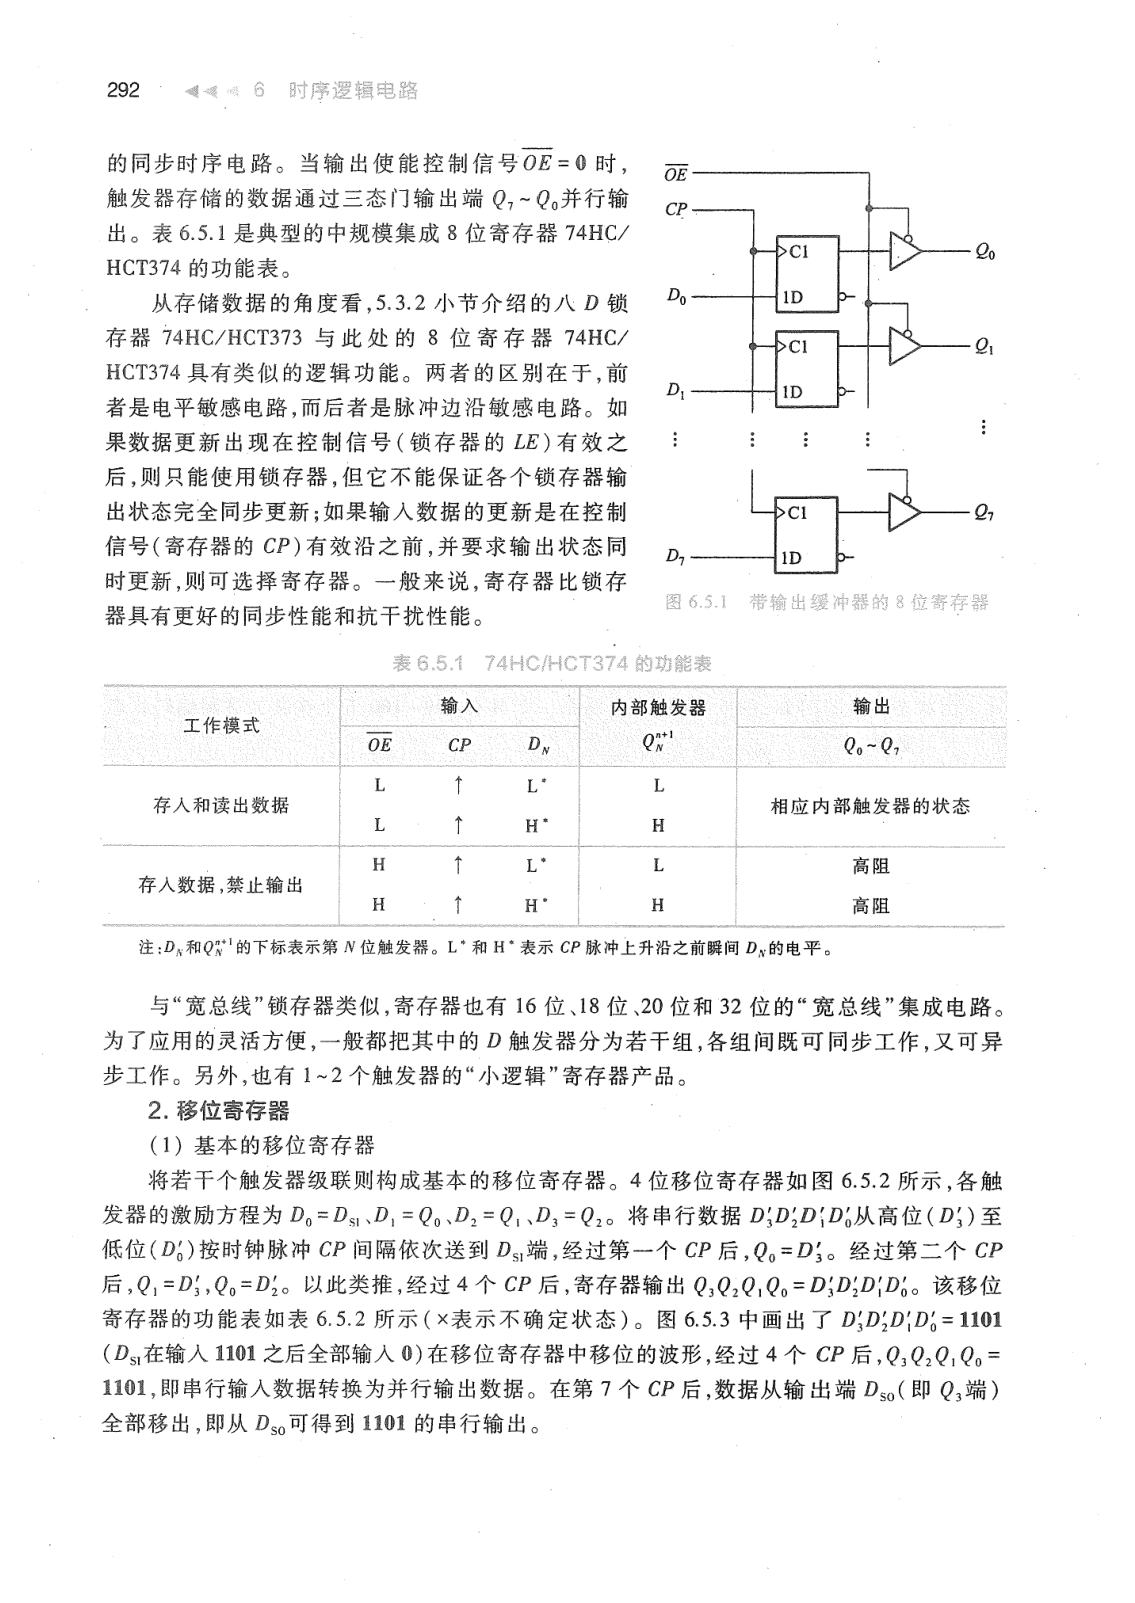 292 6 时序逻辑电路
的同步时序电路。当输出使能控制信号OE̅ = 0 时，
触发器存储的数据通过三态门输出端 Q₇ ~ Q₀并行输
出。表 6.5.1 是典型的中规模集成 8 位寄存器 74HC/
HCT374 的功能表。
从存储数据的角度看，5.3.2 小节介绍的八 D 锁
存器 74HC/HCT373 与此处的 8 位寄存器 74HC/
HCT374 具有类似的逻辑功能。两者的区别在于，前
者是电平敏感电路，而后者是脉冲边沿敏感电路。如
果数据更新出现在控制信号(锁存器的 LE)有效之
后，则只能使用锁存器，但它不能保证各个锁存器输
出状态完全同步更新；如果输入数据的更新是在控制
信号(寄存器的 CP)有效沿之前，并要求输出状态同
时更新，则可选择寄存器。一般来说，寄存器比锁存
器具有更好的同步性能和抗干扰性能。
OE̅
CP
C1 Q₀
D₀ 1D
C1 Q₁
D₁ 1D
⋮ ⋮ ⋮ ⋮ ⋮
C1 Q₇
D₇ 1D
图 6.5.1 带输出缓冲器的 8 位寄存器
表 6.5.1 74HC/HCT374 的功能表
工作模式 输入 内部触发器 输出
OE̅ CP D_N Q_N^{n+1} Q₀ ~ Q₇
存入和读出数据 L ↑ L* L 相应内部触发器的状态
L ↑ H* H
存入数据，禁止输出 H ↑ L* L 高阻
H ↑ H* H 高阻
注：D_N和Q_N^{n+1}的下标表示第 N 位触发器。L* 和 H* 表示 CP 脉冲上升沿之前瞬间 D_N的电平。
与“宽总线”锁存器类似，寄存器也有 16 位、18 位、20 位和 32 位的“宽总线”集成电路。
为了应用的灵活方便，一般都把其中的 D 触发器分为若干组，各组间既可同步工作，又可异
步工作。另外，也有 1~2 个触发器的“小逻辑”寄存器产品。
2. 移位寄存器
(1) 基本的移位寄存器
将若干个触发器级联则构成基本的移位寄存器。4 位移位寄存器如图 6.5.2 所示，各触
发器的激励方程为 D₀ = D_SI、D₁ = Q₀、D₂ = Q₁、D₃ = Q₂。将串行数据 D₃′D₂′D₁′D₀′从高位(D₃′)至
低位(D₀′)按时钟脉冲 CP 间隔依次送到 D_SI端，经过第一个 CP 后，Q₀ = D₃′。经过第二个 CP
后，Q₁ = D₃′，Q₀ = D₂′。以此类推，经过 4 个 CP 后，寄存器输出 Q₃Q₂Q₁Q₀ = D₃′D₂′D₁′D₀′。该移位
寄存器的功能表如表 6.5.2 所示(×表示不确定状态)。图 6.5.3 中画出了 D₃′D₂′D₁′D₀′ = 1101
(D_SI在输入 1101 之后全部输入 0)在移位寄存器中移位的波形，经过 4 个 CP 后，Q₃Q₂Q₁Q₀ =
1101，即串行输入数据转换为并行输出数据。在第 7 个 CP 后，数据从输出端 D_SO(即 Q₃端)
全部移出，即从 D_SO可得到 1101 的串行输出。